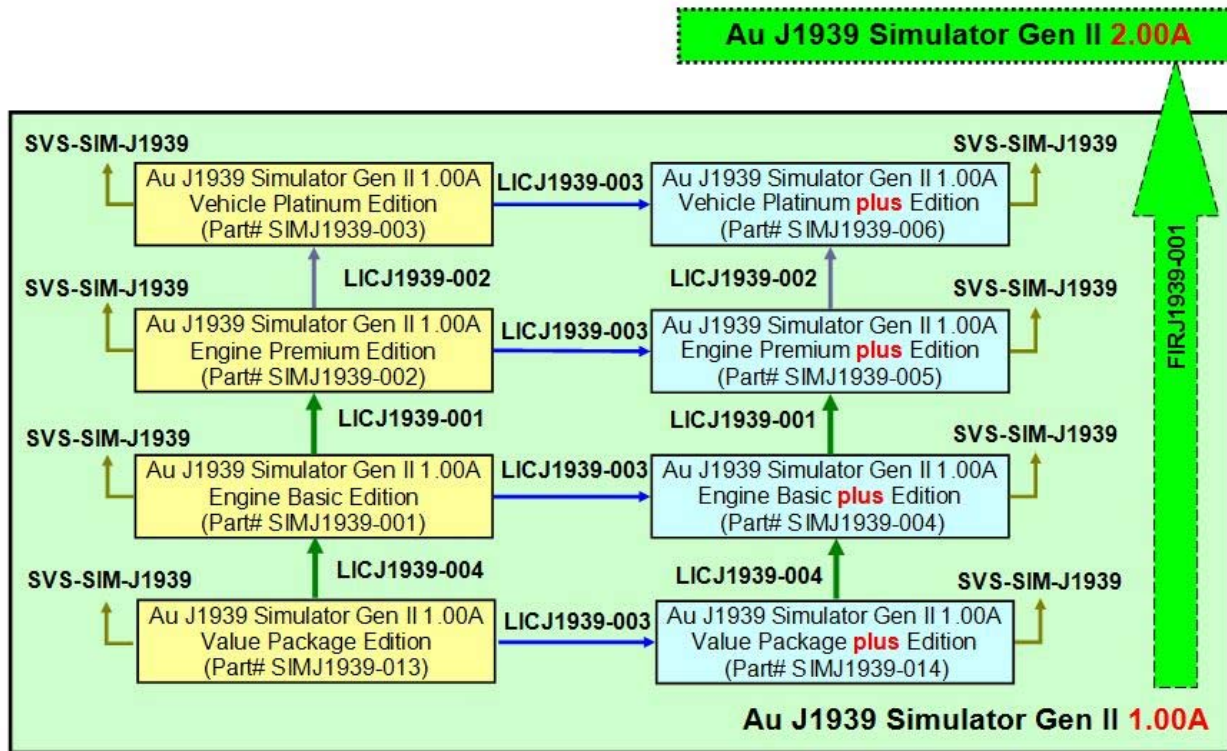 Au J1939 Simulator Gen II 2.00A
SVS-SIM-J1939
SVS-SIM-J1939
Au J1939 Simulator Gen II 1.00A
Vehicle Platinum Edition
(Part# SIMJ1939-003)
LICJ1939-003
Au J1939 Simulator Gen II 1.00A
Vehicle Platinum plus Edition
(Part# SIMJ1939-006)
LICJ1939-002
LICJ1939-002
SVS-SIM-J1939
SVS-SIM-J1939
Au J1939 Simulator Gen II 1.00A
Engine Premium Edition
(Part# SIMJ1939-002)
LICJ1939-003
Au J1939 Simulator Gen II 1.00A
Engine Premium plus Edition
(Part# SIMJ1939-005)
FIRJ1939-001
LICJ1939-001
LICJ1939-001
SVS-SIM-J1939
SVS-SIM-J1939
Au J1939 Simulator Gen II 1.00A
Engine Basic Edition
(Part# SIMJ1939-001)
LICJ1939-003
Au J1939 Simulator Gen II 1.00A
Engine Basic plus Edition
(Part# SIMJ1939-004)
LICJ1939-004
LICJ1939-004
SVS-SIM-J1939
SVS-SIM-J1939
Au J1939 Simulator Gen II 1.00A
Value Package Edition
(Part# SIMJ1939-013)
LICJ1939-003
Au J1939 Simulator Gen II 1.00A
Value Package plus Edition
(Part# SIMJ1939-014)
Au J1939 Simulator Gen II 1.00A